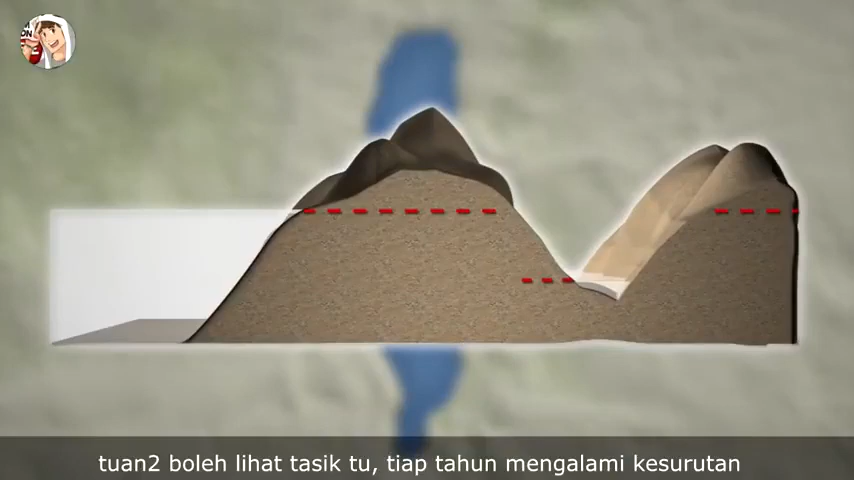 tuan2 boleh lihat tasik tu, tiap tahun mengalami kesurutan